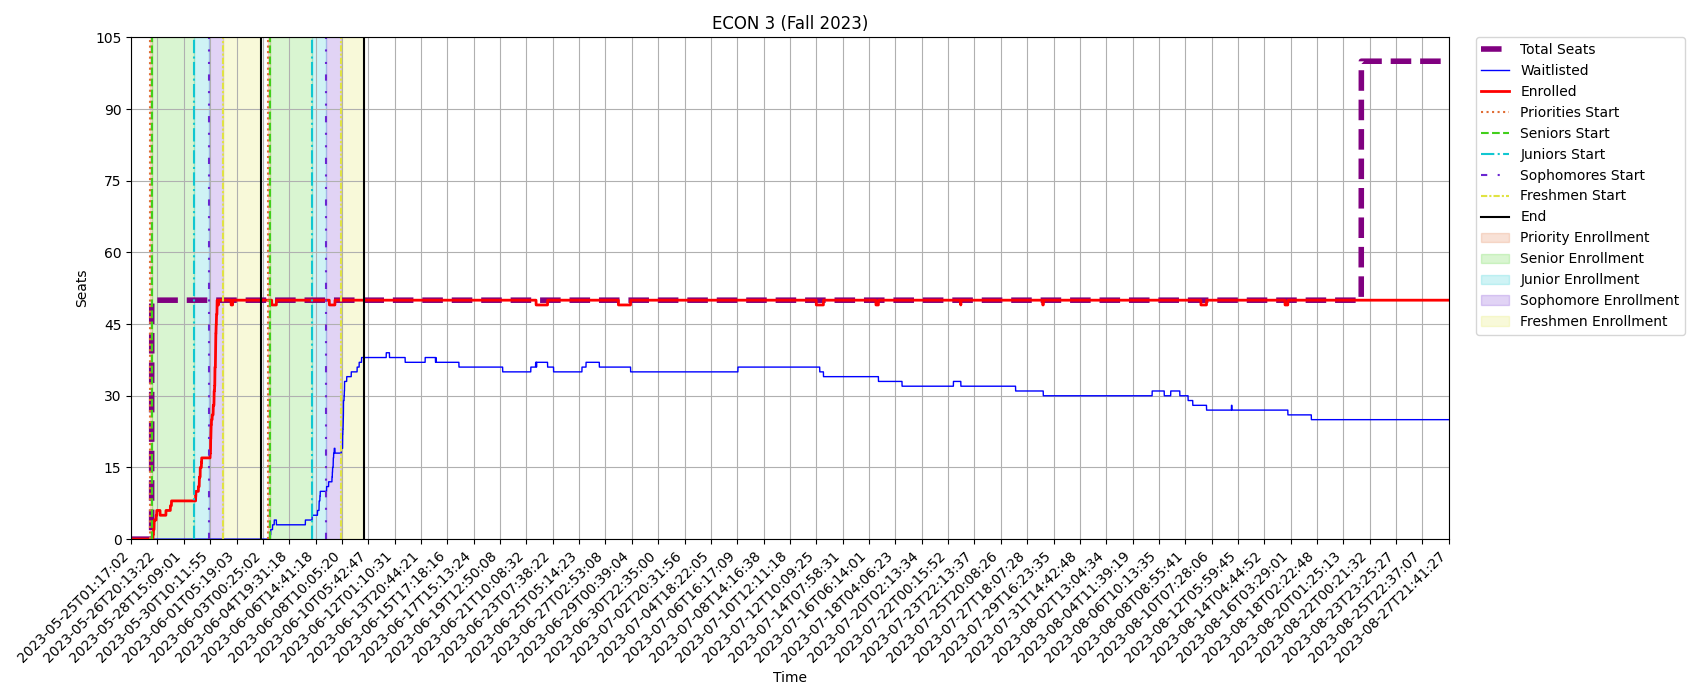 ECON 3 (Fall 2023)
105
90
75
60
45
30
15
0
Seats
2023-05-25T01:17:02
2023-05-26T20:13:22
2023-05-28T15:09:01
2023-05-30T10:11:55
2023-06-01T05:19:03
2023-06-03T00:25:02
2023-06-04T19:31:18
2023-06-06T14:41:18
2023-06-08T10:05:20
2023-06-10T05:42:47
2023-06-12T01:10:31
2023-06-13T20:44:21
2023-06-15T17:18:16
2023-06-17T15:13:24
2023-06-19T12:50:09
2023-06-21T10:08:32
2023-06-23T07:38:22
2023-06-25T05:14:23
2023-06-27T02:53:08
2023-06-29T00:39:04
2023-06-30T22:35:00
2023-07-02T20:31:56
2023-07-04T18:22:05
2023-07-06T16:17:09
2023-07-08T14:16:38
2023-07-10T12:11:18
2023-07-12T10:09:25
2023-07-14T07:58:31
2023-07-16T06:14:01
2023-07-18T04:06:23
2023-07-20T02:13:34
2023-07-22T00:15:52
2023-07-23T22:13:37
2023-07-25T20:08:26
2023-07-27T18:07:28
2023-07-29T16:23:35
2023-07-31T14:42:48
2023-08-02T13:04:34
2023-08-04T11:39:19
2023-08-06T10:13:35
2023-08-08T08:55:41
2023-08-10T07:28:06
2023-08-12T05:59:45
2023-08-14T04:44:52
2023-08-16T03:29:01
2023-08-18T02:22:48
2023-08-20T01:25:13
2023-08-22T00:21:32
2023-08-23T23:25:27
2023-08-25T22:37:07
2023-08-27T21:41:27
Time
Total Seats
Waitlisted
Enrolled
Priorities Start
Seniors Start
Juniors Start
Sophomores Start
Freshmen Start
End
Priority Enrollment
Senior Enrollment
Junior Enrollment
Sophomore Enrollment
Freshmen Enrollment